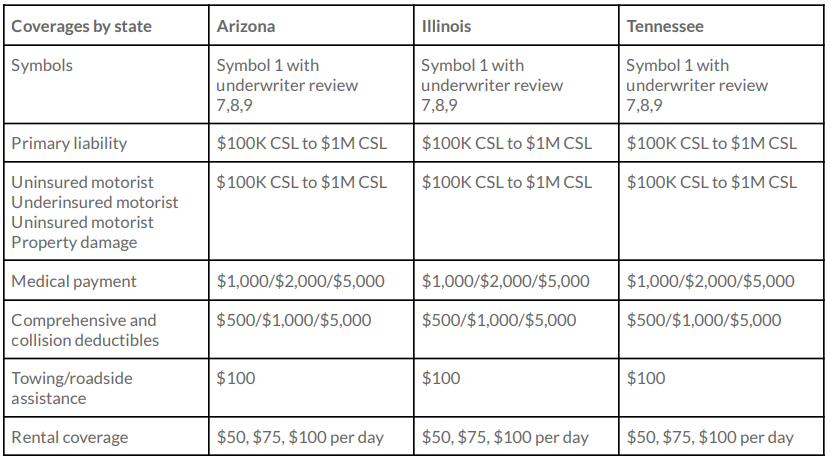 Coverages by state Arizona Illinois Tennessee
Symbols Symbol 1 with Symbol 1 with Symbol 1 with
underwriter review underwriter review underwriter review
7,8,9 7,8,9 7,8,9
Primary liability $100K CSL to $1M CSL $100K CSL to $1M CSL $100K CSL to $1M CSL
Uninsured motorist $100K CSL to $1M CSL $100K CSL to $1M CSL $100K CSL to $1M CSL
Underinsured motorist
Uninsured motorist
Property damage
Medical payment $1,000/$2,000/$5,000 $1,000/$2,000/$5,000 $1,000/$2,000/$5,000
Comprehensive and $500/$1,000/$5,000 $500/$1,000/$5,000 $500/$1,000/$5,000
collision deductibles
Towing/roadside $100 $100 $100
assistance
Rental coverage $50, $75, $100 per day $50, $75, $100 per day $50, $75, $100 per day